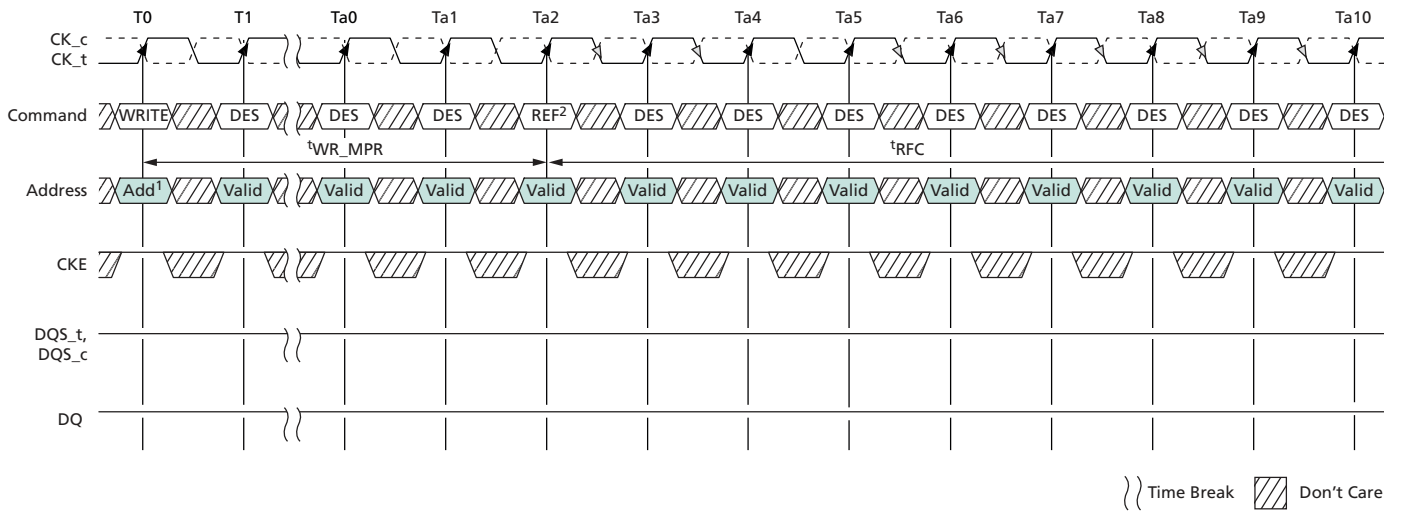 T0 T1 Ta0 Ta1 Ta2 Ta3 Ta4 Ta5 Ta6 Ta7 Ta8 Ta9 Ta10
CK_c
CK_t
Command WRITE DES DES DES REF² DES DES DES DES DES DES DES DES
ᵗWR_MPR ᵗRFC
Address Add¹ Valid Valid Valid Valid Valid Valid Valid Valid Valid Valid Valid Valid
CKE
DQS_t,
DQS_c
DQ
Time Break Don't Care